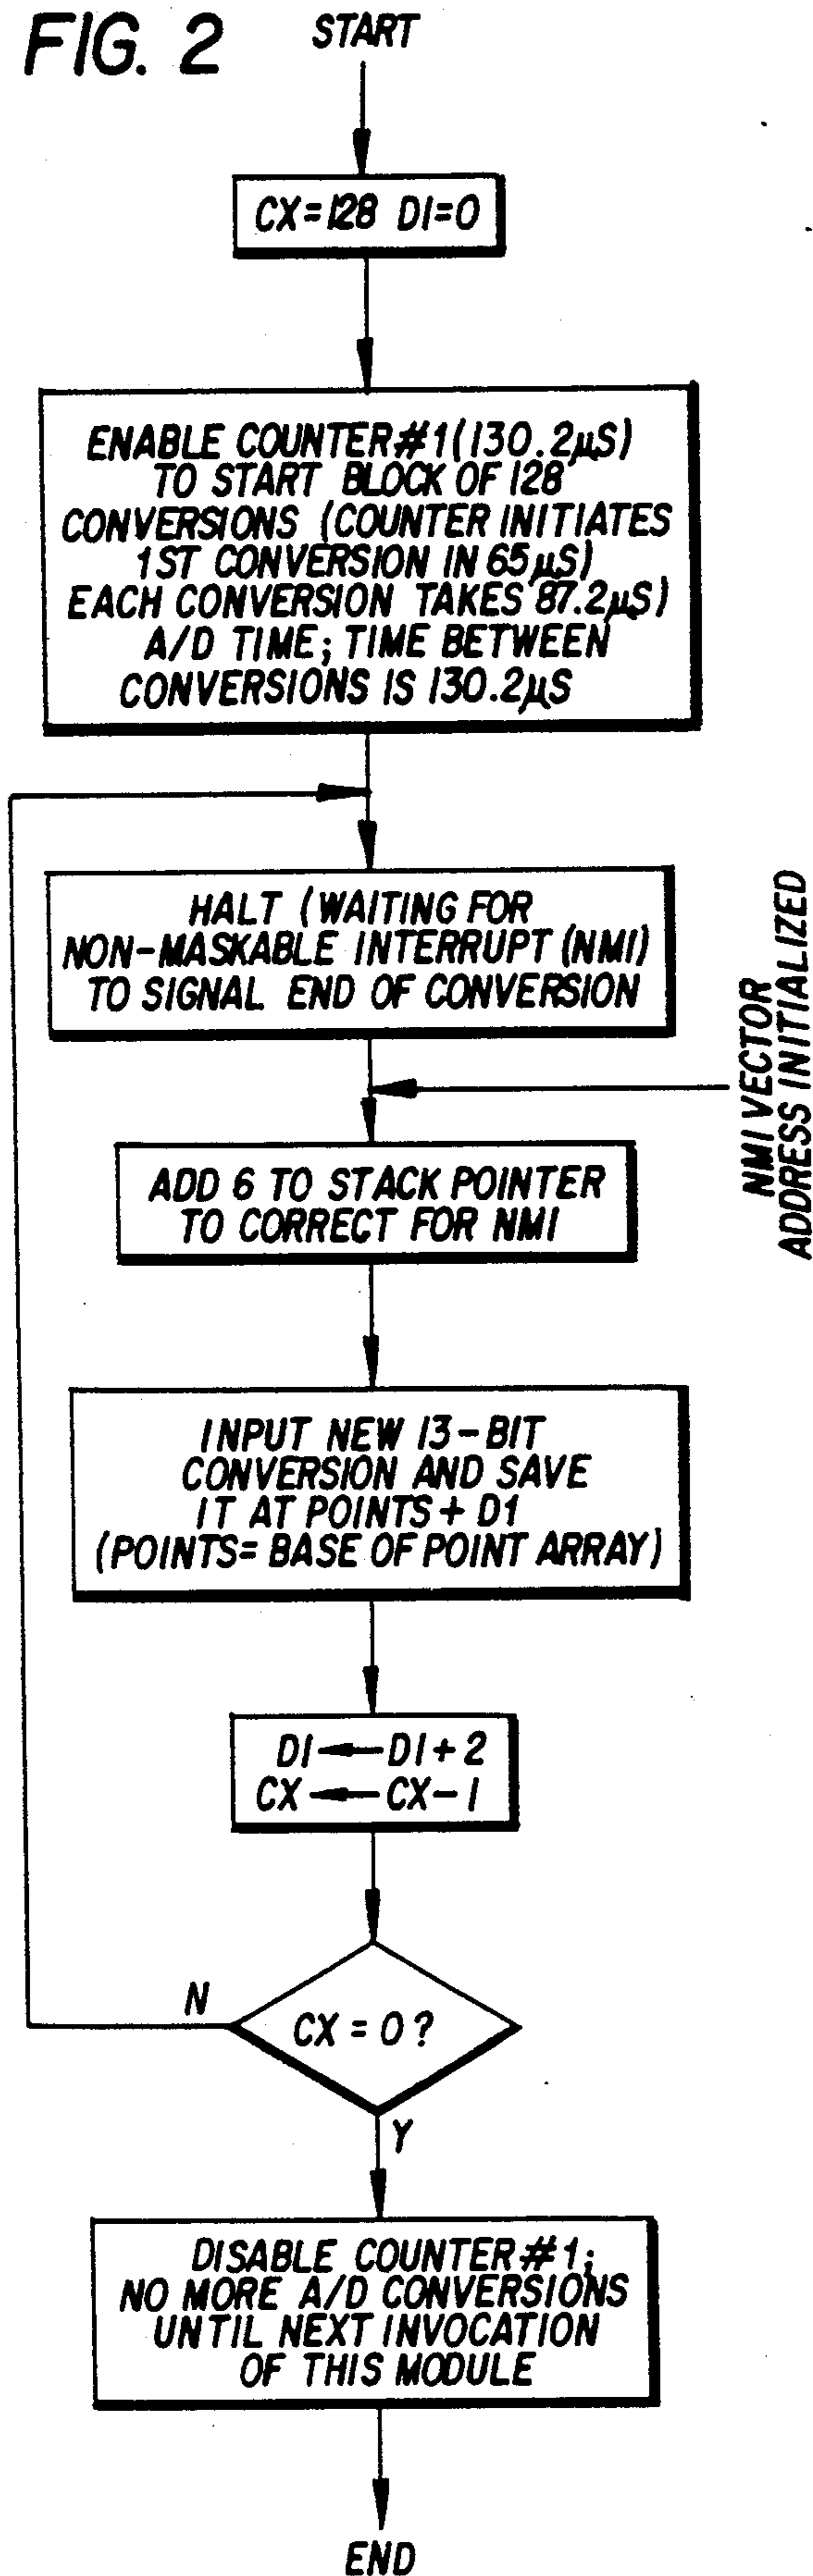 FIG. 2
START
CX=128 DI=0
ENABLE COUNTER #1(130.2µS)
TO START BLOCK OF 128
CONVERSIONS (COUNTER INITIATES
1ST CONVERSION IN 65µS)
EACH CONVERSION TAKES 87.2µS)
A/D TIME; TIME BETWEEN
CONVERSIONS IS 130.2µS
HALT (WAITING FOR
NON-MASKABLE INTERRUPT (NMI)
TO SIGNAL END OF CONVERSION
NMI VECTOR
ADDRESS INITIALIZED
ADD 6 TO STACK POINTER
TO CORRECT FOR NMI
INPUT NEW 13-BIT
CONVERSION AND SAVE
IT AT POINTS + D1
(POINTS= BASE OF POINT ARRAY)
DI ← DI+2
CX ← CX-1
N
CX = 0?
Y
DISABLE COUNTER #1;
NO MORE A/D CONVERSIONS
UNTIL NEXT INVOCATION
OF THIS MODULE
END